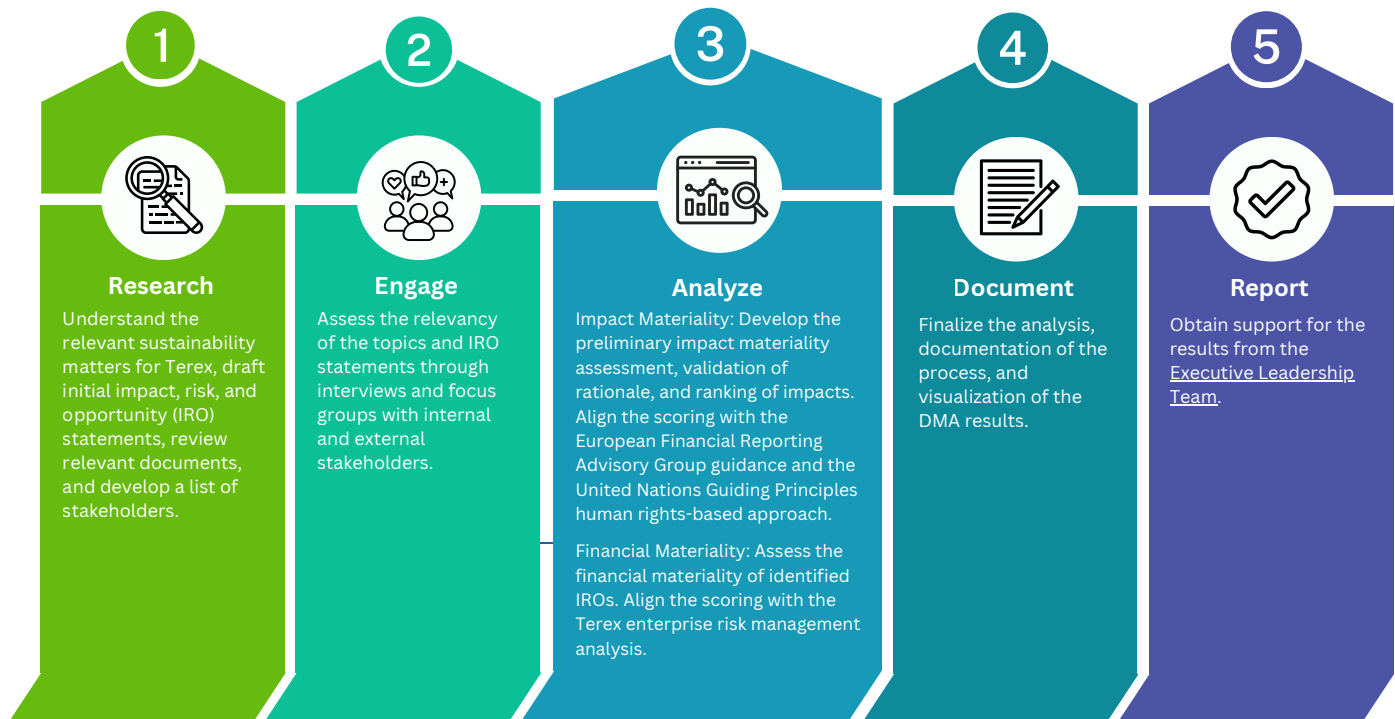 1
Research
Understand the
relevant sustainability
matters for Terex, draft
initial impact, risk, and
opportunity (IRO)
statements, review
relevant documents,
and develop a list of
stakeholders.
2
Engage
Assess the relevancy
of the topics and IRO
statements through
interviews and focus
groups with internal
and external
stakeholders.
3
Analyze
Impact Materiality: Develop the
preliminary impact materiality
assessment, validation of
rationale, and ranking of impacts.
Align the scoring with the
European Financial Reporting
Advisory Group guidance and the
United Nations Guiding Principles
human rights-based approach.
Financial Materiality: Assess the
financial materiality of identified
IROs. Align the scoring with the
Terex enterprise risk management
analysis.
4
Document
Finalize the analysis,
documentation of the
process, and
visualization of the
DMA results.
5
Report
Obtain support for the
results from the
Executive Leadership
Team.